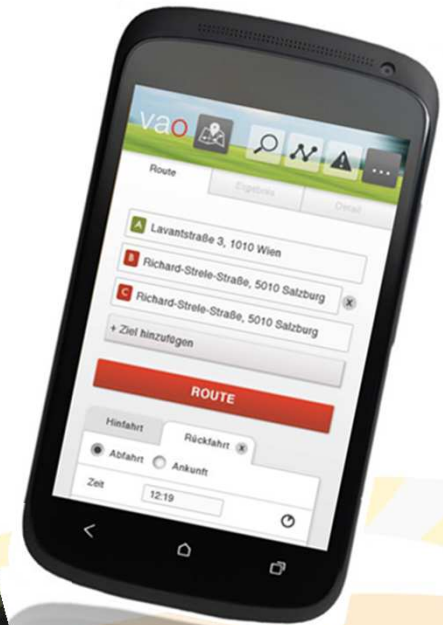 vao
Route
Ergebnis
Detail
A Lavantstraße 3, 1010 Wien
B Richard-Strele-Straße, 5010 Salzburg
C Richard-Strele-Straße, 5010 Salzburg
+ Ziel hinzufügen
ROUTE
Hinfahrt
Rückfahrt
Abfahrt Ankunft
Zeit 12:19